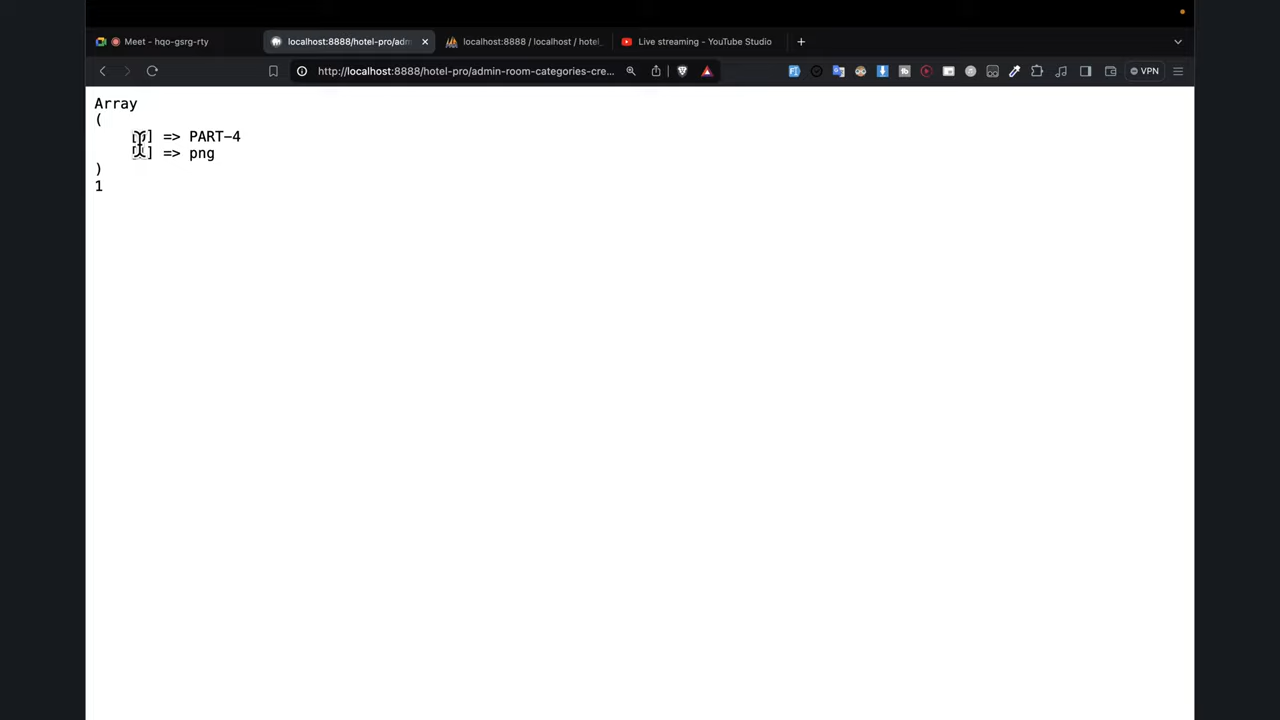 Meet - hqo-gsrg-rty
localhost:8888/hotel-pro/adm
localhost:8888 / localhost / hotel_
Live streaming - YouTube Studio
http://localhost:8888/hotel-pro/admin-room-categories-cre...
VPN
Array
(
] => PART-4
] => png
)
1